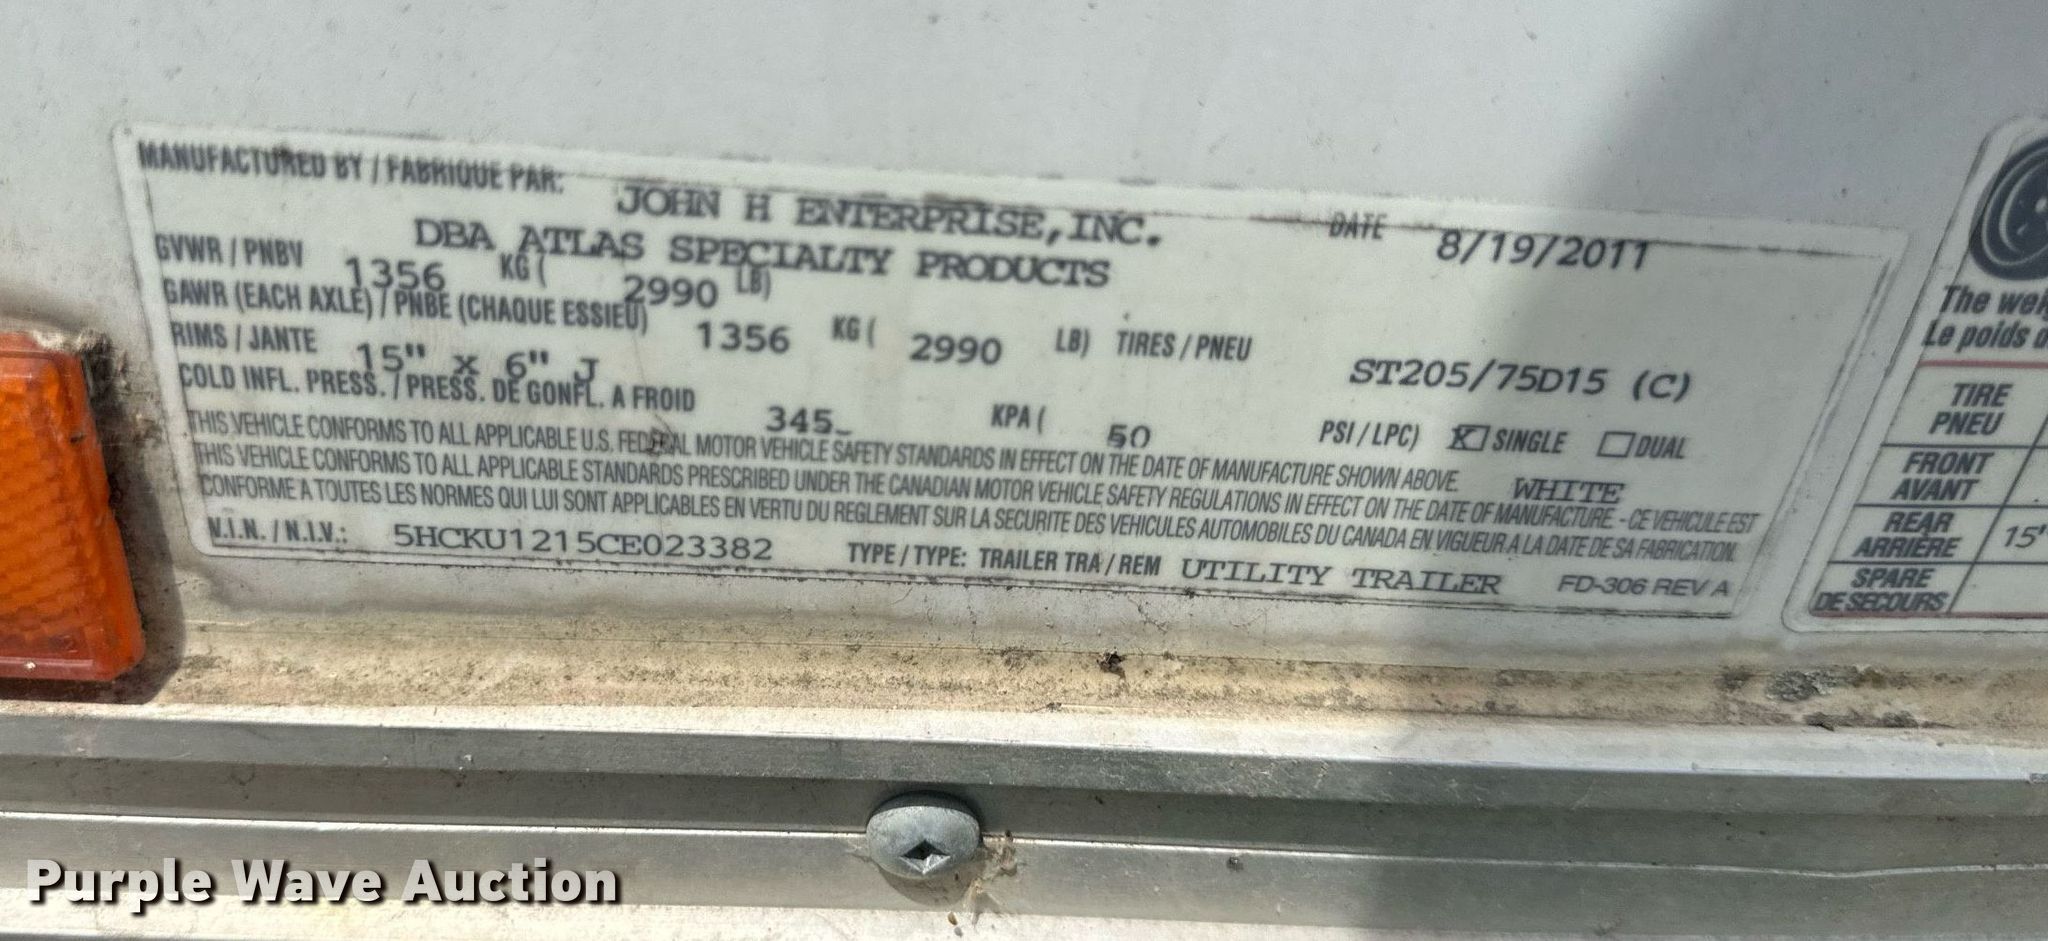 MANUFACTURED BY / FABRIQUE PAR: JOHN H ENTERPRISE, INC. DATE 8/19/2011
DBA ATLAS SPECIALTY PRODUCTS
GVWR / PNBV 1356 KG ( 2990 LB)
GAWR (EACH AXLE) / PNBE (CHAQUE ESSIEU) 1356 KG ( 2990 LB) TIRES / PNEU ST205/75D15 (C)
RIMS / JANTE 15" x 6" J
COLD INFL. PRESS. / PRESS. DE GONFL. A FROID 345 KPA ( 50 PSI / LPC) X SINGLE DUAL
THIS VEHICLE CONFORMS TO ALL APPLICABLE U.S. FEDERAL MOTOR VEHICLE SAFETY STANDARDS IN EFFECT ON THE DATE OF MANUFACTURE SHOWN ABOVE. WHITE
THIS VEHICLE CONFORMS TO ALL APPLICABLE STANDARDS PRESCRIBED UNDER THE CANADIAN MOTOR VEHICLE SAFETY REGULATIONS IN EFFECT ON THE DATE OF MANUFACTURE. - CE VEHICULE EST
CONFORME A TOUTES LES NORMES QUI LUI SONT APPLICABLES EN VERTU DU REGLEMENT SUR LA SECURITE DES VEHICULES AUTOMOBILES DU CANADA EN VIGUEUR A LA DATE DE SA FABRICATION.
V.I.N. / N.I.V.: 5HCKU1215CE023382 TYPE / TYPE: TRAILER TRA / REM UTILITY TRAILER FD-306 REV A
The
Le poids
TIRE
PNEU
FRONT
AVANT
REAR
ARRIÈRE
15"
SPARE
DE SECOURS
Purple Wave Auction